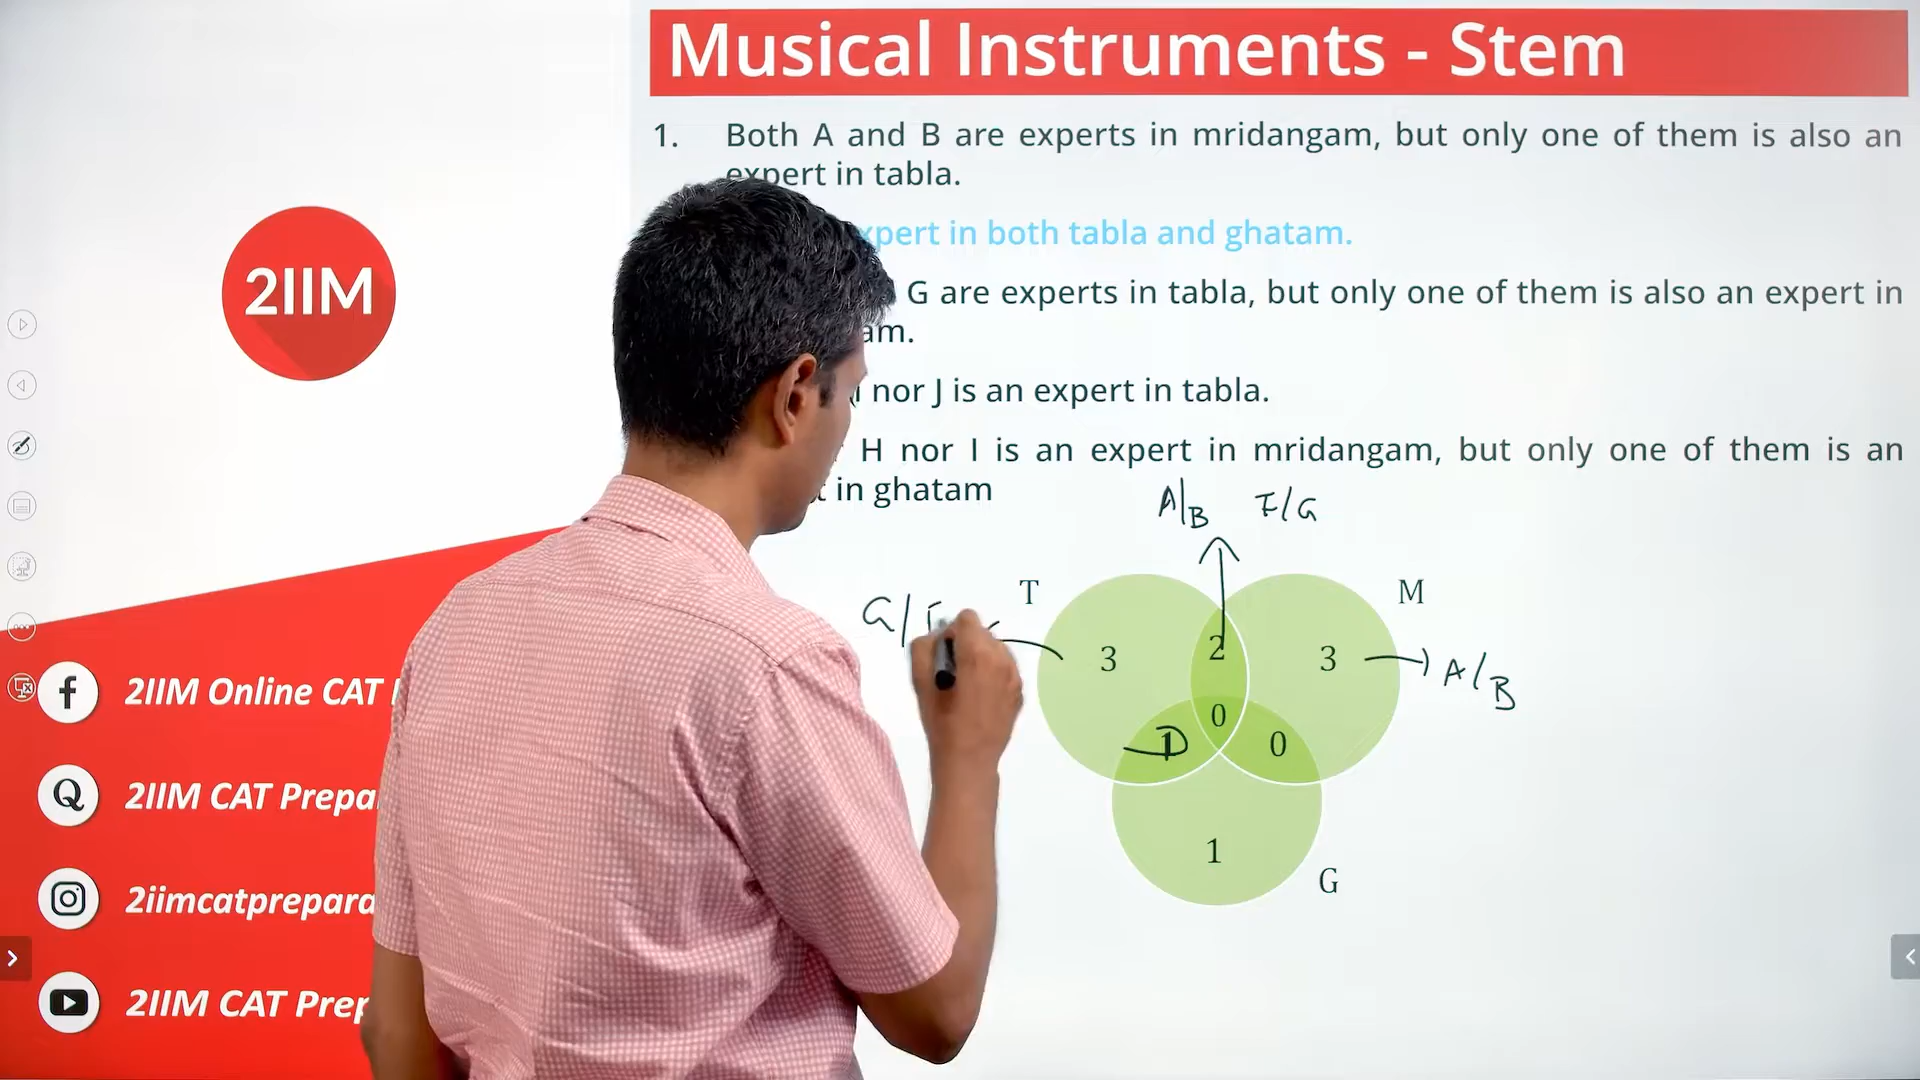 Musical Instruments - Stem
1. Both A and B are experts in mridangam, but only one of them is also an
expert in tabla.
expert in both tabla and ghatam.
G are experts in tabla, but only one of them is also an expert in
am.
nor J is an expert in tabla.
H nor I is an expert in mridangam, but only one of them is an
in ghatam
2IIM
A/B F/G
T
M
G/
3
2
3
A/B
0
1
D
0
1
G
f
2IIM Online CAT
Q
2IIM CAT Prepa
2iimcatprepara
2IIM CAT Prep